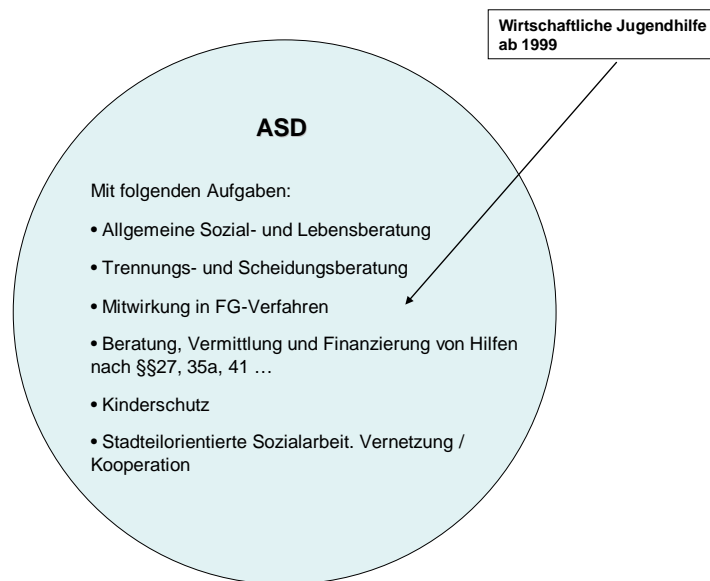 Wirtschaftliche Jugendhilfe
ab 1999
ASD
Mit folgenden Aufgaben:
• Allgemeine Sozial- und Lebensberatung
• Trennungs- und Scheidungsberatung
• Mitwirkung in FG-Verfahren
• Beratung, Vermittlung und Finanzierung von Hilfen
nach §§27, 35a, 41 …
• Kinderschutz
• Stadteilorientierte Sozialarbeit. Vernetzung /
Kooperation